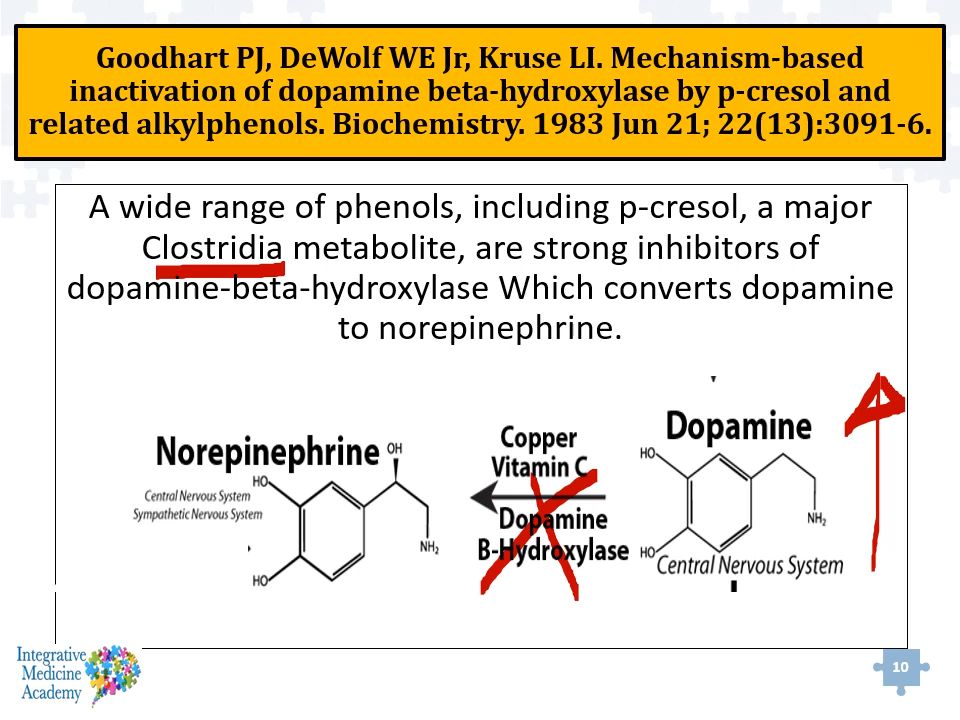 Goodhart PJ, DeWolf WE Jr, Kruse LI. Mechanism-based
inactivation of dopamine beta-hydroxylase by p-cresol and
related alkylphenols. Biochemistry. 1983 Jun 21; 22(13):3091-6.
A wide range of phenols, including p-cresol, a major
Clostridia metabolite, are strong inhibitors of
dopamine-beta-hydroxylase Which converts dopamine
to norepinephrine.
Norepinephrine
OH
HO
Central Nervous System
Sympathetic Nervous System
NH2
HO
Copper
Vitamin C
Dopamine
B-Hydroxylase
Dopamine
HO
NH2
HO
Central Nervous System
Integrative
Medicine
Academy
10